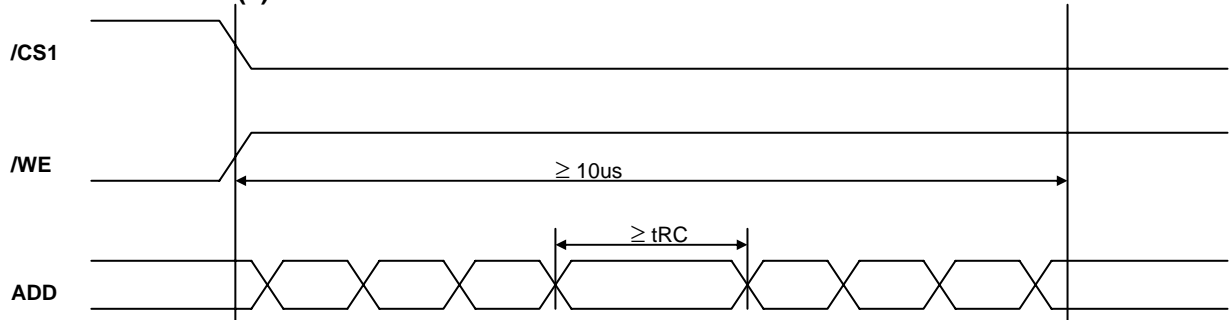 /CS1
/WE
≥ 10us
≥ tRC
ADD